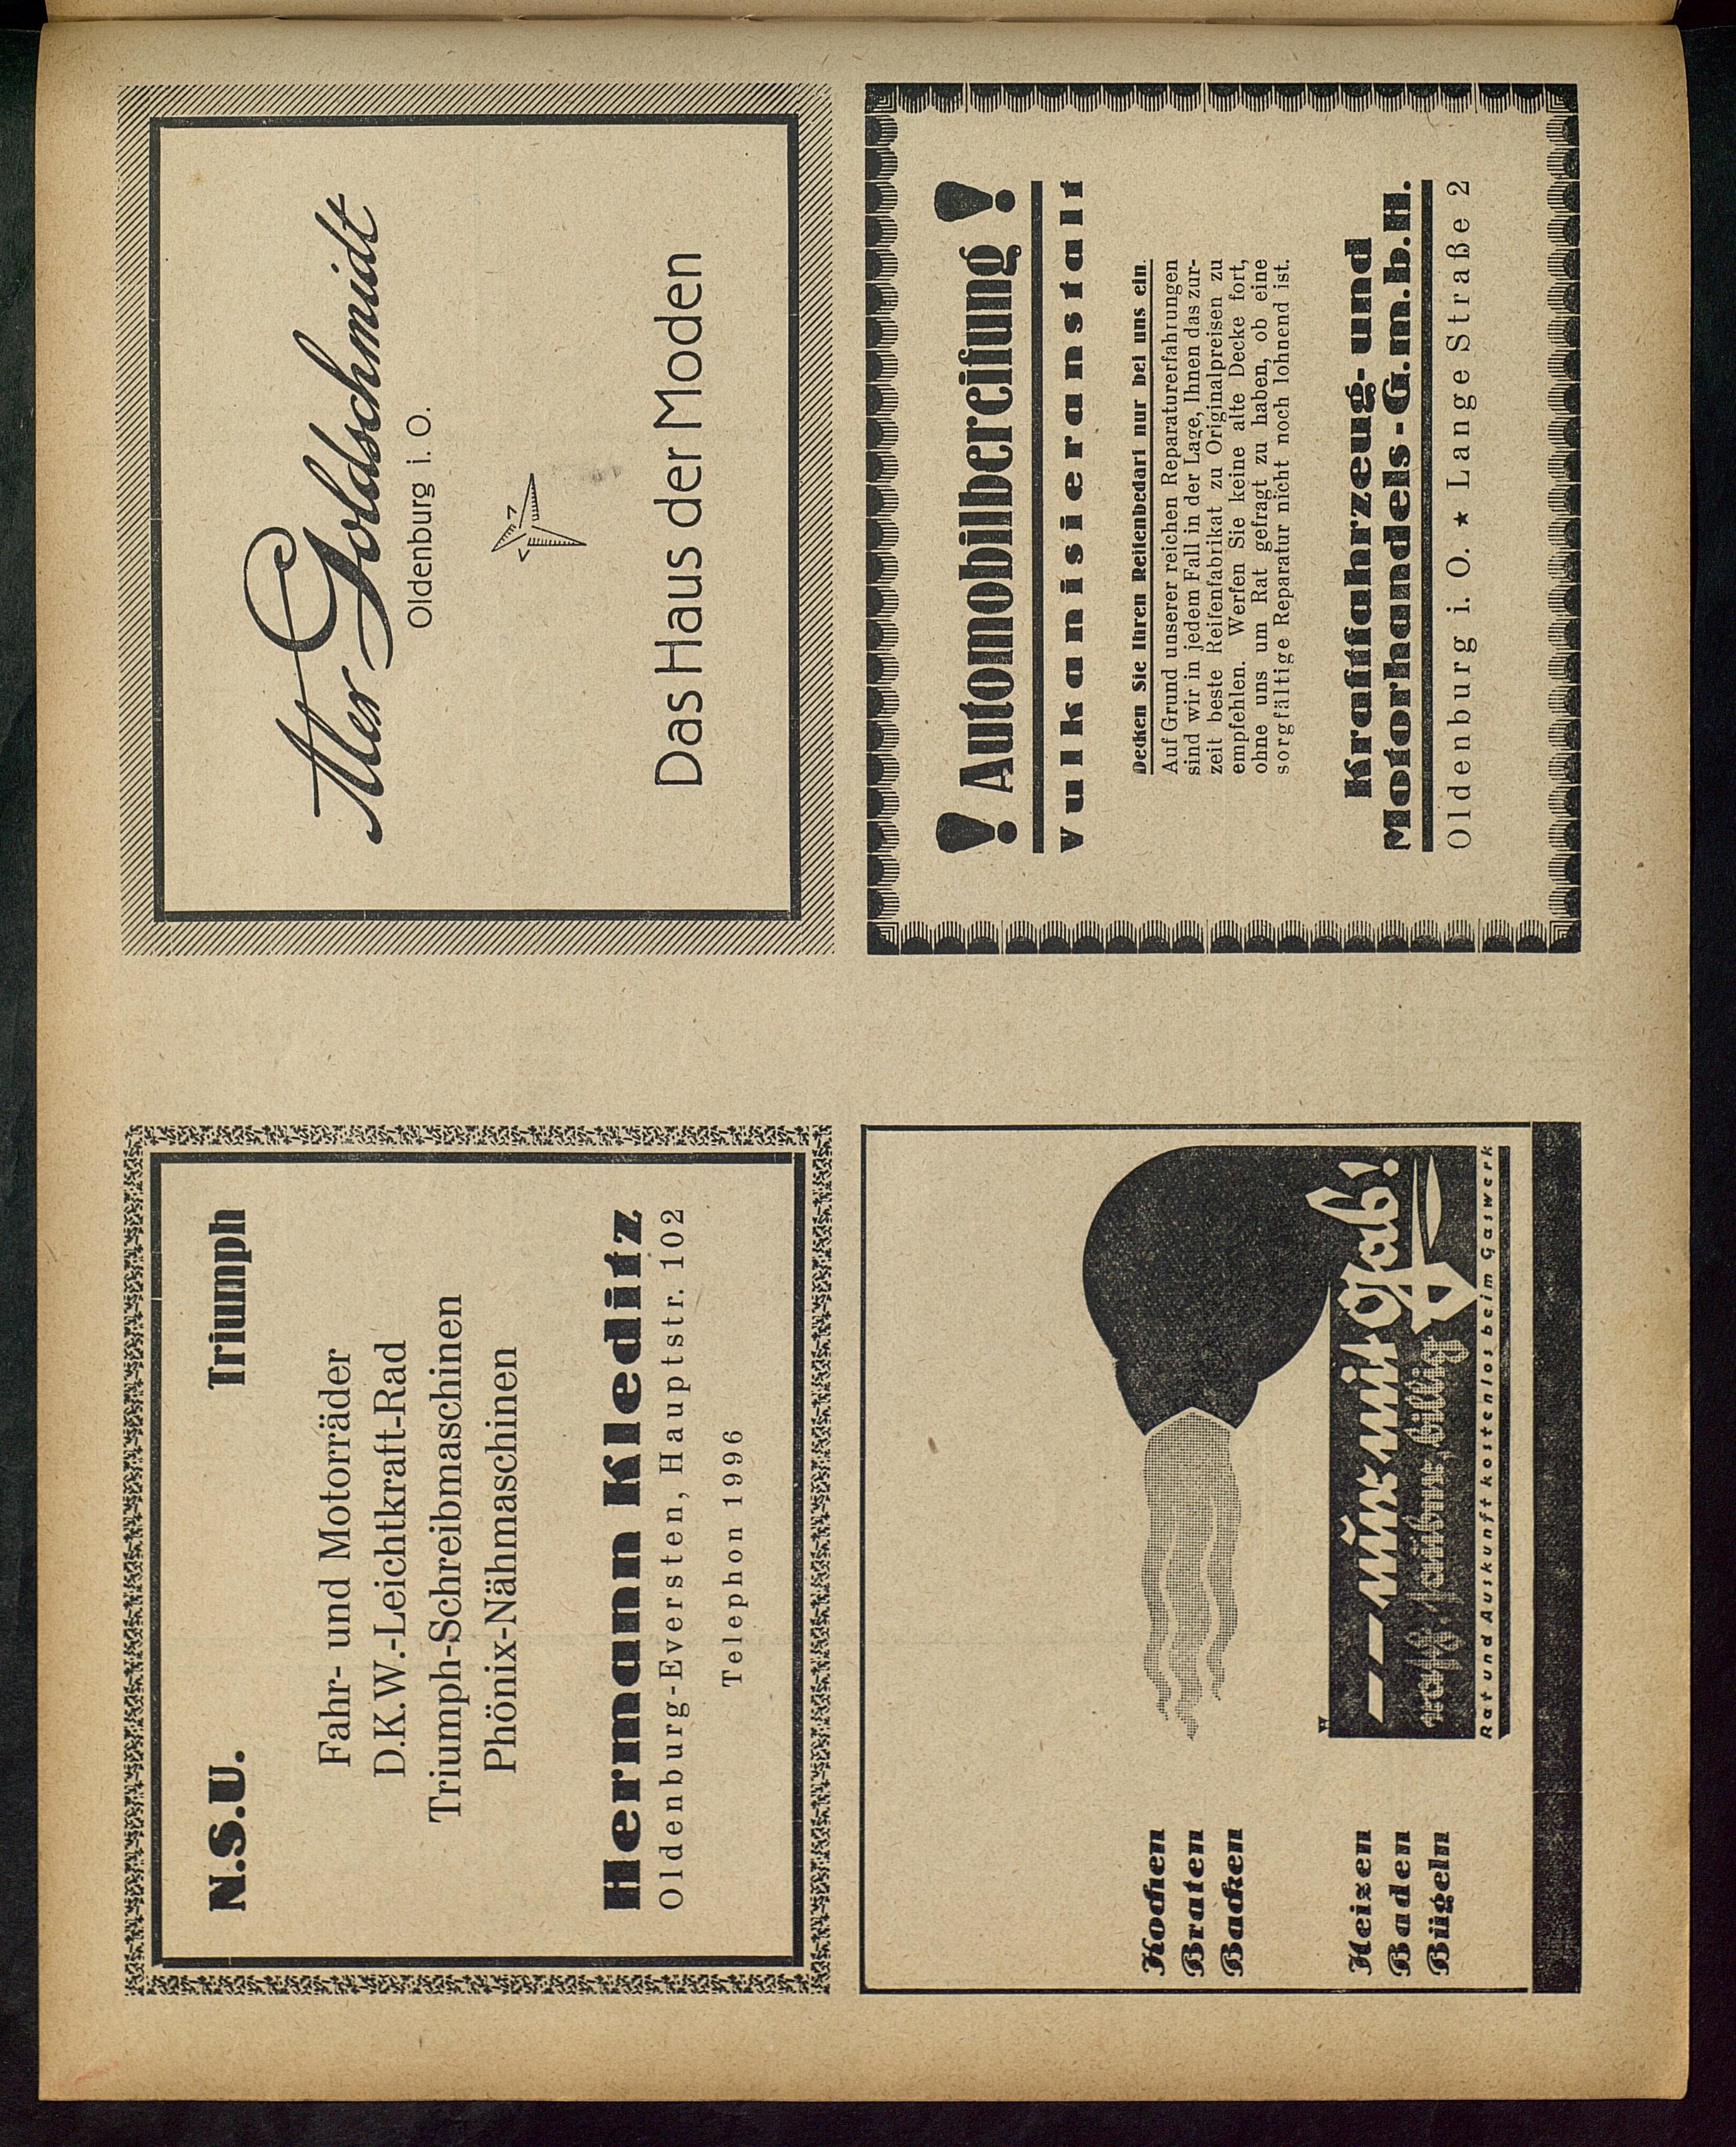 N.S.U. Triumph
Fahr- und Motorräder
D.K.W.-Leichtkraft-Rad
Triumph-Schreibmaschinen
Phönix-Nähmaschinen
Hermann Kleditz
Oldenburg-Eversten, Hauptstr. 102
Telephon 1996
Alex Goldschmidt
Oldenburg i. O.
Das Haus der Moden
Kochen
Braten
Backen
Heizen
Baden
Bügeln
— — nur mit Gas!
rasch, sauber, billig
Rat und Auskunft kostenlos beim Gaswerk
! Automobilbereifung !
Vulkanisieranstalt
Decken Sie Ihren Reifenbedarf nur bei uns ein.
Auf Grund unserer reichen Reparaturerfahrungen
sind wir in jedem Fall in der Lage, Ihnen das zur-
zeit beste Reifenfabrikat zu Originalpreisen zu
empfehlen. Werfen Sie keine alte Decke fort,
ohne uns um Rat gefragt zu haben, ob eine
sorgfältige Reparatur nicht noch lohnend ist.
Kraftfahrzeug- und
Motorhandels-G.m.b.H.
Oldenburg i. O. ★ Lange Straße 2